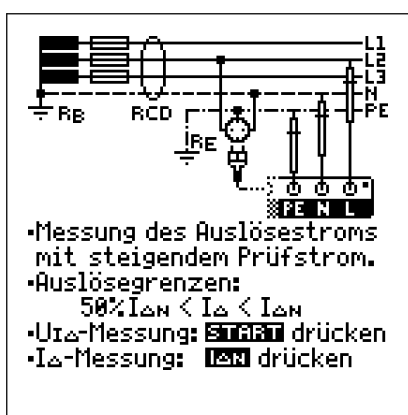 L1
L2
L3
N
PE
RB RCD
RE
PE N L
▪Messung des Auslösestroms
mit steigendem Prüfstrom.
▪Auslösegrenzen:
50%IΔN < IΔ < IΔN
▪UIΔ-Messung: START drücken
▪IΔ-Messung: IΔN drücken